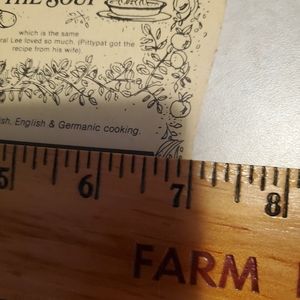 THE SOUP
which is the same
ral Lee loved so much. (Pittypat got the
recipe from his wife).
ish, English & Germanic cooking.
5 6 7 8
FARM